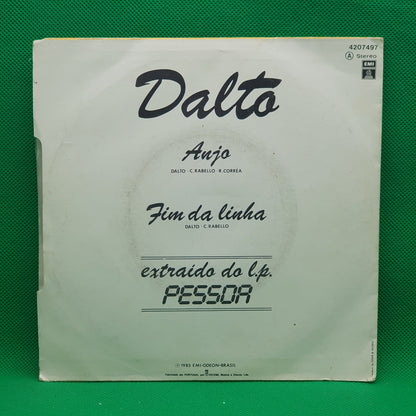 4207497
A Stereo
EMI
Dalto
Anjo
DALTO · C. RABELLO · R. CORREA
Fim da linha
DALTO · C. RABELLO
extraído do l.p.
PESSOA
Ⓟ 1983 EMI-ODEON-BRASIL